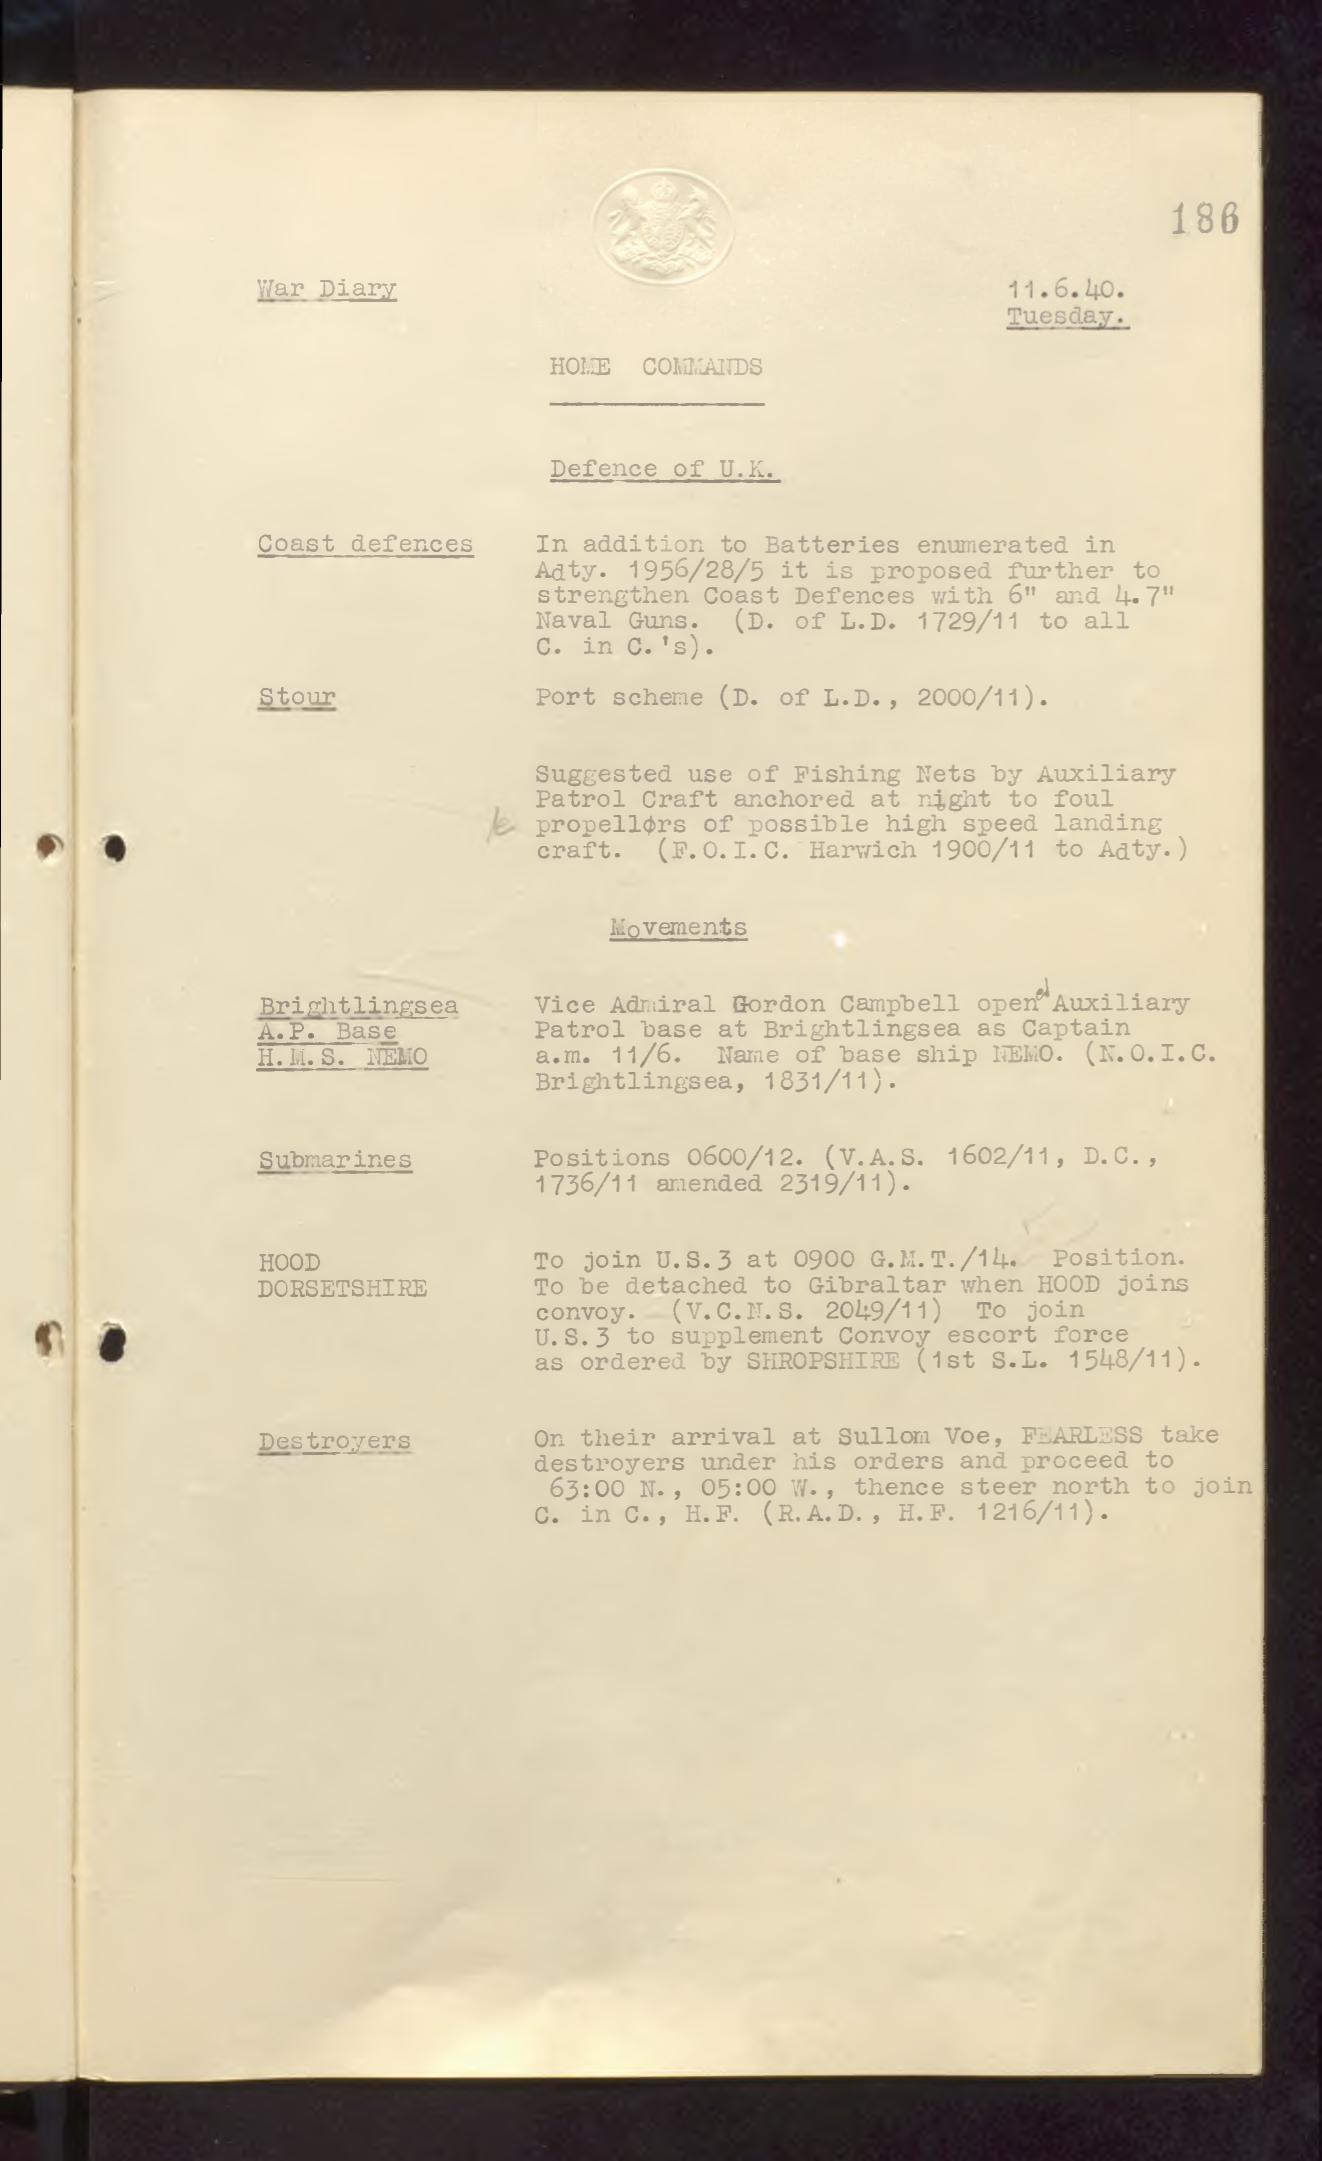 186
War Diary 11.6.40.
Tuesday.
HOME COMMANDS
Defence of U.K.
Coast defences In addition to Batteries enumerated in
Adty. 1956/28/5 it is proposed further to
strengthen Coast Defences with 6" and 4.7"
Naval Guns. (D. of L.D. 1729/11 to all
C. in C.'s).
Stour Port scheme (D. of L.D., 2000/11).
Suggested use of Fishing Nets by Auxiliary
Patrol Craft anchored at night to foul
propellors of possible high speed landing
craft. (F.O.I.C. Harwich 1900/11 to Adty.)
Movements
Brightlingsea Vice Admiral Gordon Campbell opened Auxiliary
A.P. Base Patrol base at Brightlingsea as Captain
H.M.S. NEMO a.m. 11/6. Name of base ship NEMO. (N.O.I.C.
Brightlingsea, 1831/11).
Submarines Positions 0600/12. (V.A.S. 1602/11, D.C.,
1736/11 amended 2319/11).
HOOD To join U.S.3 at 0900 G.M.T./14. Position.
DORSETSHIRE To be detached to Gibraltar when HOOD joins
convoy. (V.C.N.S. 2049/11) To join
U.S.3 to supplement Convoy escort force
as ordered by SHROPSHIRE (1st S.L. 1548/11).
Destroyers On their arrival at Sullom Voe, FEARLESS take
destroyers under his orders and proceed to
63:00 N., 05:00 W., thence steer north to join
C. in C., H.F. (R.A.D., H.F. 1216/11).